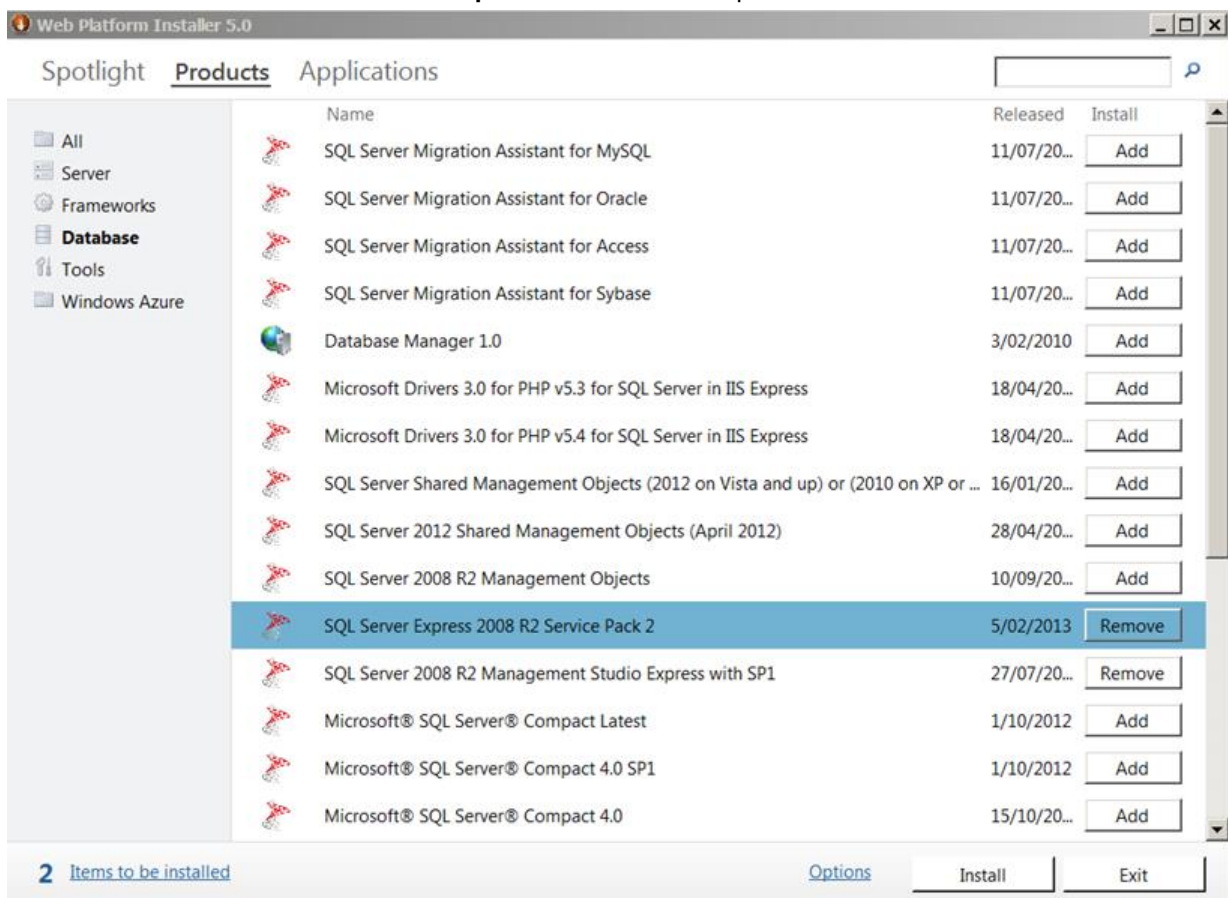 Web Platform Installer 5.0
Spotlight Products Applications
Name Released Install
All
Server
Frameworks
Database
Tools
Windows Azure
SQL Server Migration Assistant for MySQL 11/07/20... Add
SQL Server Migration Assistant for Oracle 11/07/20... Add
SQL Server Migration Assistant for Access 11/07/20... Add
SQL Server Migration Assistant for Sybase 11/07/20... Add
Database Manager 1.0 3/02/2010 Add
Microsoft Drivers 3.0 for PHP v5.3 for SQL Server in IIS Express 18/04/20... Add
Microsoft Drivers 3.0 for PHP v5.4 for SQL Server in IIS Express 18/04/20... Add
SQL Server Shared Management Objects (2012 on Vista and up) or (2010 on XP or ... 16/01/20... Add
SQL Server 2012 Shared Management Objects (April 2012) 28/04/20... Add
SQL Server 2008 R2 Management Objects 10/09/20... Add
SQL Server Express 2008 R2 Service Pack 2 5/02/2013 Remove
SQL Server 2008 R2 Management Studio Express with SP1 27/07/20... Remove
Microsoft® SQL Server® Compact Latest 1/10/2012 Add
Microsoft® SQL Server® Compact 4.0 SP1 1/10/2012 Add
Microsoft® SQL Server® Compact 4.0 15/10/20... Add
2 Items to be installed Options Install Exit